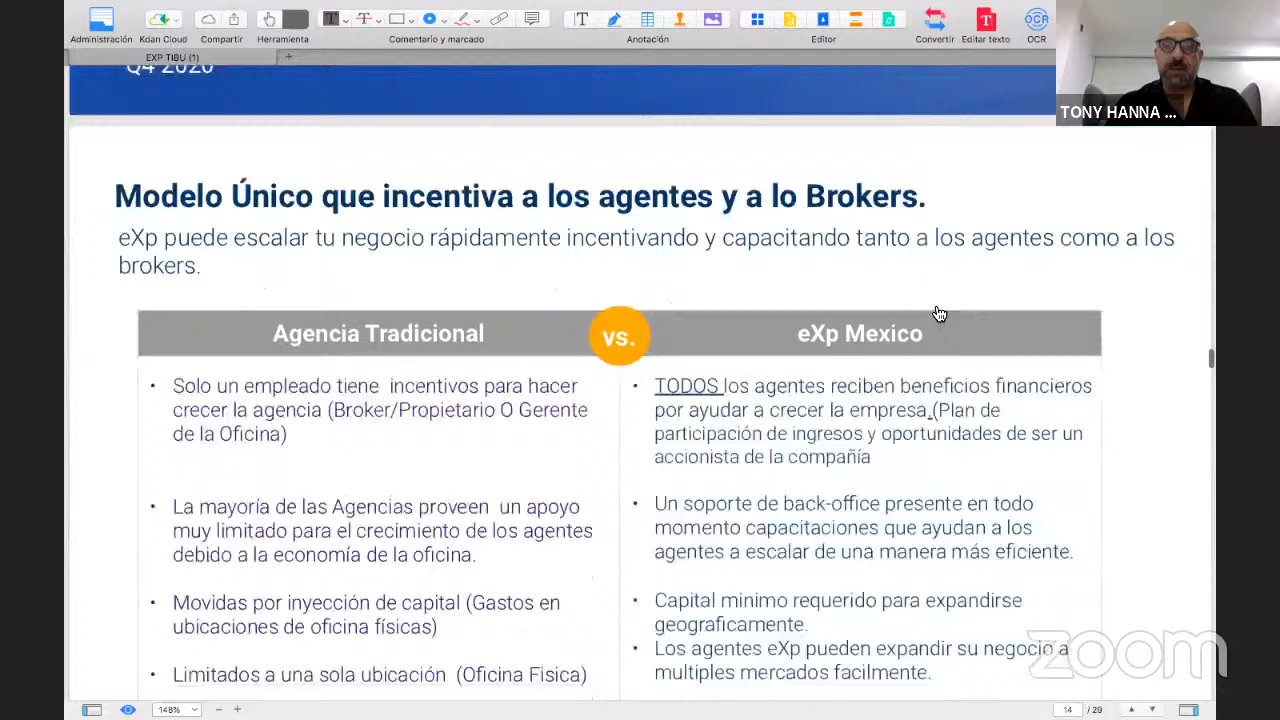 Administración
Kdan Cloud
Compartir
Herramienta
Comentario y marcado
Anotación
Editor
Convertir
Editar texto
OCR
OCR
T
T
T
T
EXP TIBU (1)
Q4 2020
TONY HANNA ...
Modelo Único que incentiva a los agentes y a lo Brokers.
eXp puede escalar tu negocio rápidamente incentivando y capacitando tanto a los agentes como a los
brokers.
Agencia Tradicional
vs.
eXp Mexico
• Solo un empleado tiene incentivos para hacer
crecer la agencia (Broker/Propietario O Gerente
de la Oficina)
• La mayoría de las Agencias proveen un apoyo
muy limitado para el crecimiento de los agentes
debido a la economía de la oficina.
• Movidas por inyección de capital (Gastos en
ubicaciones de oficina físicas)
• Limitados a una sola ubicación (Oficina Fisica)
• TODOS los agentes reciben beneficios financieros
por ayudar a crecer la empresa.(Plan de
participación de ingresos y oportunidades de ser un
accionista de la compañía
• Un soporte de back-office presente en todo
momento capacitaciones que ayudan a los
agentes a escalar de una manera más eficiente.
• Capital minimo requerido para expandirse
geograficamente.
• Los agentes eXp pueden expandir su negocio a
multiples mercados facilmente.
zoom
148%
14 / 29